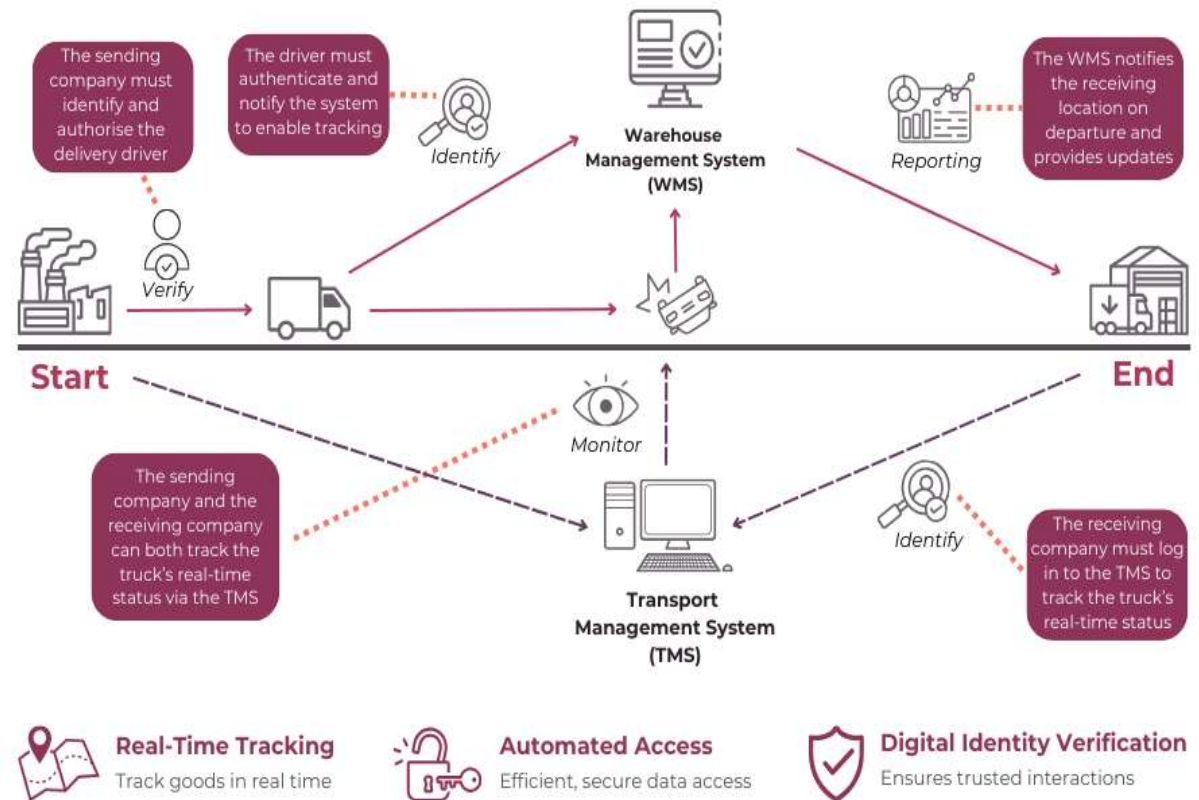 The sending
company must
identify and
authorise the
delivery driver
The driver must
authenticate and
notify the system
to enable tracking
Identify
Warehouse
Management System
(WMS)
Reporting
The WMS notifies
the receiving
location on
departure and
provides updates
Verify
Start
End
Monitor
The sending
company and the
receiving company
can both track the
truck's real-time
status via the TMS
Transport
Management System
(TMS)
Identify
The receiving
company must log
in to the TMS to
track the truck's
real-time status
Real-Time Tracking
Track goods in real time
Automated Access
Efficient, secure data access
Digital Identity Verification
Ensures trusted interactions